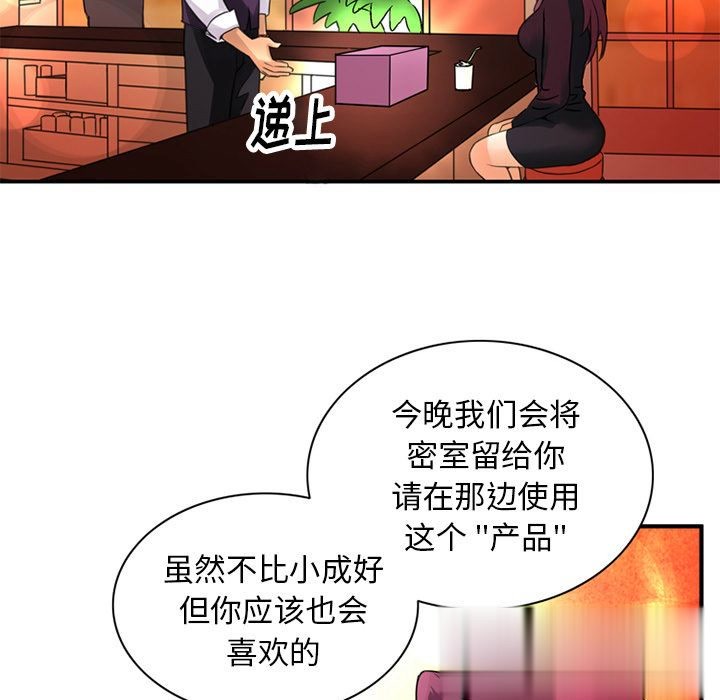 递上
今晚我们会将
密室留给你
请在那边使用
这个 "产品"
虽然不比小成好
但你应该也会
喜欢的